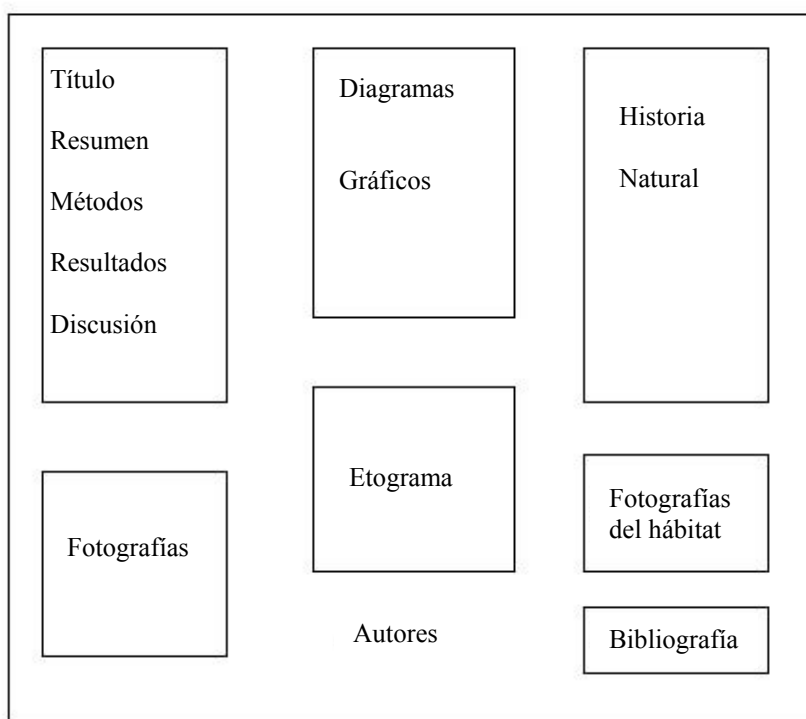 Título
Resumen
Métodos
Resultados
Discusión
Fotografías
Diagramas
Gráficos
Etograma
Autores
Historia
Natural
Fotografías
del hábitat
Bibliografía